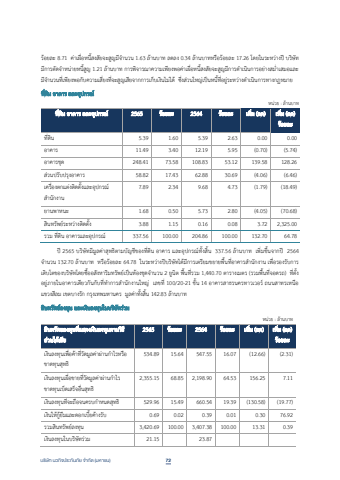 ร้อยละ 8.71 ค่าเผื่อหนี้สงสัยจะสูญมีจำนวน 1.63 ล้านบาท ลดลง 0.34 ล้านบาทหรือร้อยละ 17.26 โดยในระหว่างปี บริษัท
มีการตัดจำหน่ายหนี้สูญ 1.21 ล้านบาท การพิจารณาความเพียงพอค่าเผื่อหนี้สงสัยจะสูญมีการดำเนินการอย่างสม่ำเสมอและ
มีจำนวนที่เพียงพอกับความเสี่ยงที่จะสูญเสียจากการเก็บเงินไม่ได้ ซึ่งส่วนใหญ่เป็นหนี้ที่อยู่ระหว่างดำเนินการทางกฎหมาย
ที่ดิน อาคาร และอุปกรณ์
หน่วย : ล้านบาท
ที่ดิน อาคาร และอุปกรณ์ 2565 ร้อยละ 2564 ร้อยละ เพิ่ม (ลด) เพิ่ม (ลด) ร้อยละ
ที่ดิน 5.39 1.60 5.39 2.63 0.00 0.00
อาคาร 11.49 3.40 12.19 5.95 (0.70) (5.74)
อาคารชุด 248.41 73.58 108.83 53.12 139.58 128.26
ส่วนปรับปรุงอาคาร 58.82 17.43 62.88 30.69 (4.06) (6.46)
เครื่องตกแต่งติดตั้งและอุปกรณ์สำนักงาน 7.89 2.34 9.68 4.73 (1.79) (18.49)
ยานพาหนะ 1.68 0.50 5.73 2.80 (4.05) (70.68)
สินทรัพย์ระหว่างติดตั้ง 3.88 1.15 0.16 0.08 3.72 2,325.00
รวม ที่ดิน อาคารและอุปกรณ์ 337.56 100.00 204.86 100.00 132.70 64.78
ปี 2565 บริษัทมีมูลค่าสุทธิตามบัญชีของที่ดิน อาคาร และอุปกรณ์ทั้งสิ้น 337.56 ล้านบาท เพิ่มขึ้นจากปี 2564
จำนวน 132.70 ล้านบาท หรือร้อยละ 64.78 ในระหว่างปีบริษัทได้มีการเตรียมขยายพื้นที่อาคารสำนักงาน เพื่อรองรับการ
เติบโตของบริษัทโดยซื้ออสังหาริมทรัพย์เป็นห้องชุดจำนวน 2 ยูนิต พื้นที่รวม 1,440.70 ตารางเมตร (รวมพื้นที่จอดรถ) ที่ตั้ง
อยู่ภายในอาคารเดียวกันกับที่ทำการสำนักงานใหญ่ เลขที่ 100/20-21 ชั้น 14 อาคารสาธรนครทาวเวอร์ ถนนสาทรเหนือ
แขวงสีลม เขตบางรัก กรุงเทพมหานคร มูลค่าทั้งสิ้น 142.83 ล้านบาท
หน่วย : ล้านบาท
2565 ร้อยละ 2564 ร้อยละ เพิ่ม (ลด) เพิ่ม (ลด) ร้อยละ
เงินลงทุนเพื่อค้าที่วัดมูลค่าผ่านกำไรหรือขาดทุนสุทธิ 534.89 15.64 547.55 16.07 (12.66) (2.31)
เงินลงทุนเผื่อขายที่วัดมูลค่าผ่านกำไรขาดทุนเบ็ดเสร็จอื่นสุทธิ 2,355.15 68.85 2,198.90 64.53 156.25 7.11
เงินลงทุนที่จะถือจนครบกำหนดสุทธิ 529.96 15.49 660.54 19.39 (130.58) (19.77)
เงินให้กู้ยืมและดอกเบี้ยค้างรับ 0.69 0.02 0.39 0.01 0.30 76.92
รวมสินทรัพย์ลงทุน 3,420.69 100.00 3,407.38 100.00 13.31 0.39
เงินลงทุนในบริษัทร่วม 21.15 23.87
บริษัท นวกิจประกันภัย จำกัด (มหาชน) 73